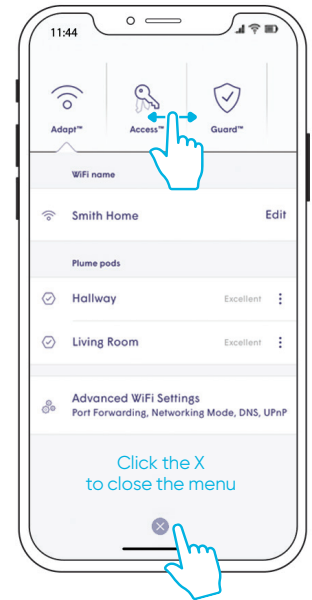 11:44
Adapt™ Access™ Guard™
WiFi name
Smith Home Edit
Plume pods
Hallway Excellent
Living Room Excellent
Advanced WiFi Settings
Port Forwarding, Networking Mode, DNS, UPnP
Click the X
to close the menu